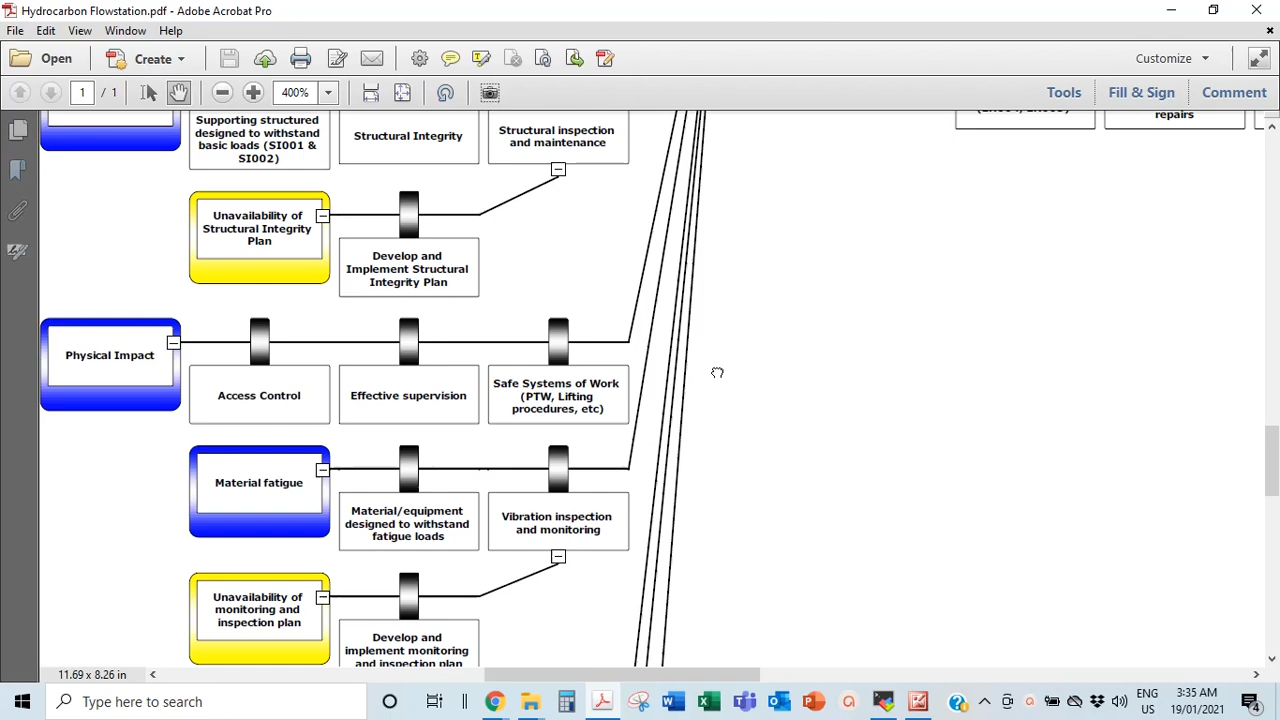 Hydrocarbon Flowstation.pdf - Adobe Acrobat Pro
File Edit View Window Help
Open Create Customize
1 / 1 400% Tools Fill & Sign Comment
Supporting structured
designed to withstand
basic loads (SI001 &
SI002)
Structural Integrity
Structural inspection
and maintenance
repairs
Unavailability of
Structural Integrity
Plan
Develop and
Implement Structural
Integrity Plan
Physical Impact
Access Control
Effective supervision
Safe Systems of Work
(PTW, Lifting
procedures, etc)
Material fatigue
Material/equipment
designed to withstand
fatigue loads
Vibration inspection
and monitoring
Unavailability of
monitoring and
inspection plan
Develop and
implement monitoring
and inspection plan
11.69 x 8.26 in
Type here to search
ENG
US
3:35 AM
19/01/2021
4